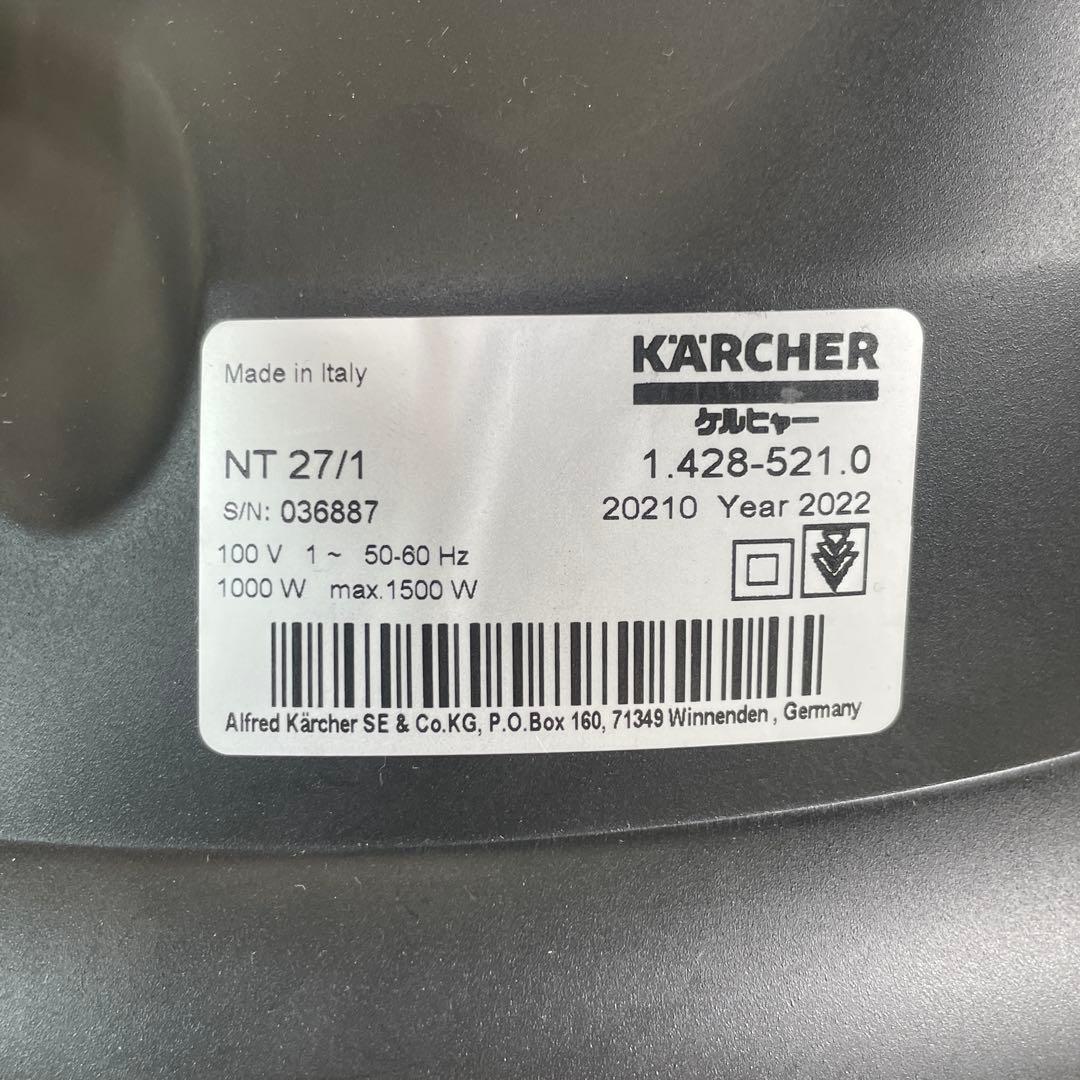 Made in Italy
KÄRCHER
ケルヒャー
NT 27/1 1.428-521.0
S/N: 036887 20210 Year 2022
100 V 1 ~ 50-60 Hz
1000 W max.1500 W
Alfred Kärcher SE & Co.KG, P.O.Box 160, 71349 Winnenden , Germany